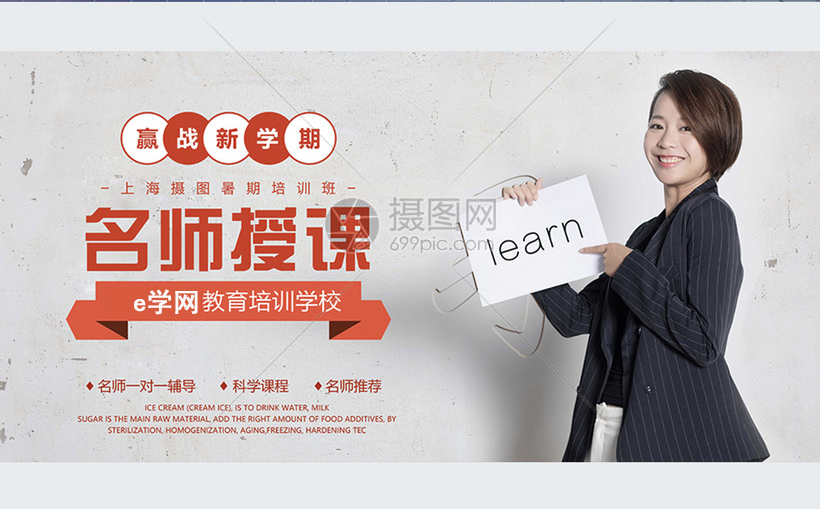 赢战新学期
上海摄图暑期培训班
名师授课
e学网教育培训学校
◆名师一对一辅导 ◆科学课程 ◆名师推荐
ICE CREAM (CREAM ICE), IS TO DRINK WATER, MILK
SUGAR IS THE MAIN RAW MATERIAL, ADD THE RIGHT AMOUNT OF FOOD ADDITIVES, BY
STERILIZATION, HOMOGENIZATION, AGING,FREEZING, HARDENING TEC
摄图网
699pic.com
learn